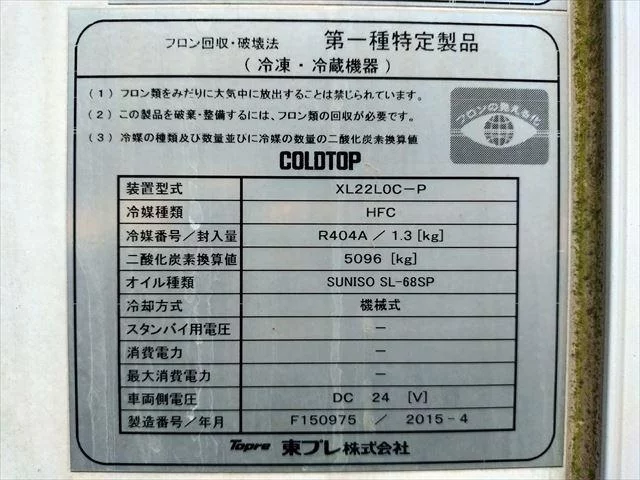 フロン回収・破壊法 第一種特定製品
(冷凍・冷蔵機器)
(1) フロン類をみだりに大気中に放出することは禁じられています。
(2) この製品を破棄・整備するには、フロン類の回収が必要です。
(3) 冷媒の種類及び数量並びに冷媒の数量の二酸化炭素換算値
フロンの見える化
COLDTOP
装置型式 XL22L0C-P
冷媒種類 HFC
冷媒番号/封入量 R404A / 1.3 [kg]
二酸化炭素換算値 5096 [kg]
オイル種類 SUNISO SL-68SP
冷却方式 機械式
スタンバイ用電圧 -
消費電力 -
最大消費電力 -
車両側電圧 DC 24 [V]
製造番号/年月 F150975 / 2015-4
Topre 東プレ株式会社